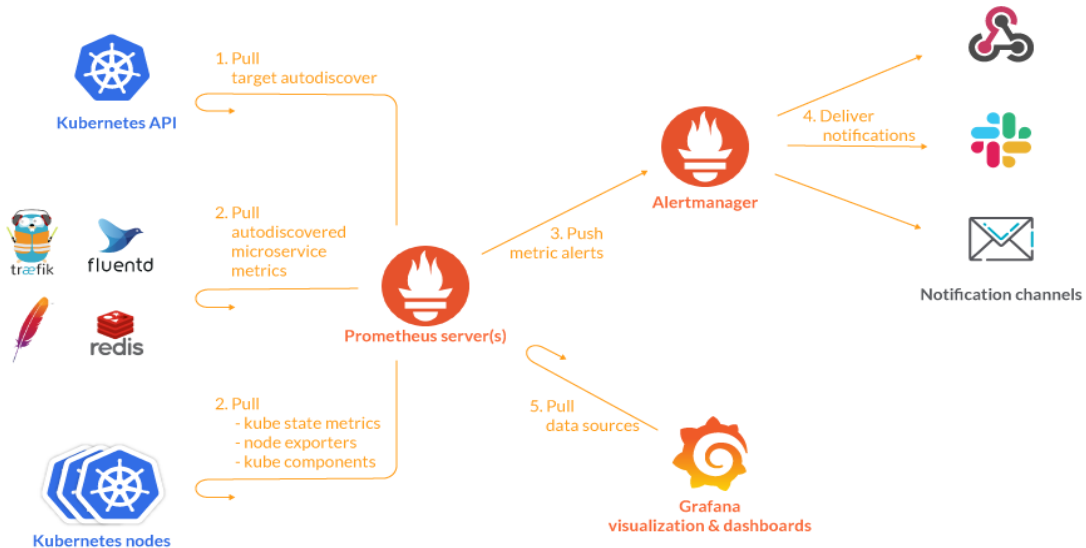 1. Pull
target autodiscover
Kubernetes API
2. Pull
autodiscovered
microservice
metrics
træfik
fluentd
redis
Prometheus server(s)
2. Pull
- kube state metrics
- node exporters
- kube components
Kubernetes nodes
3. Push
metric alerts
Alertmanager
4. Deliver
notifications
Notification channels
5. Pull
data sources
Grafana
visualization & dashboards